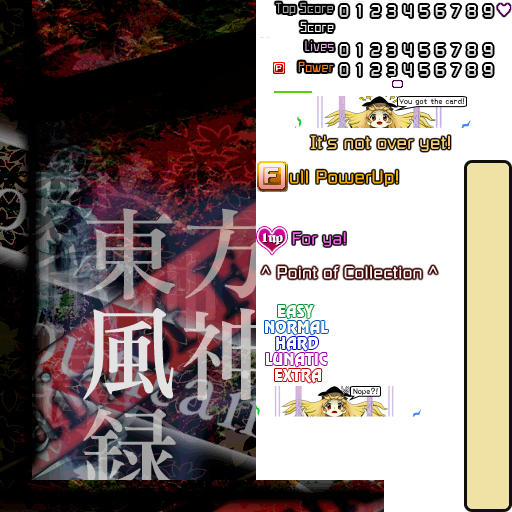 Top Score 0123456789
Score
Lives 0123456789
F Power 0123456789
You got the card!
It's not over yet!
Full PowerUp!
1up For ya!
^ Point of Collection ^
EASY
NORMAL
HARD
LUNATIC
EXTRA
Nope?!
東方
風神
録